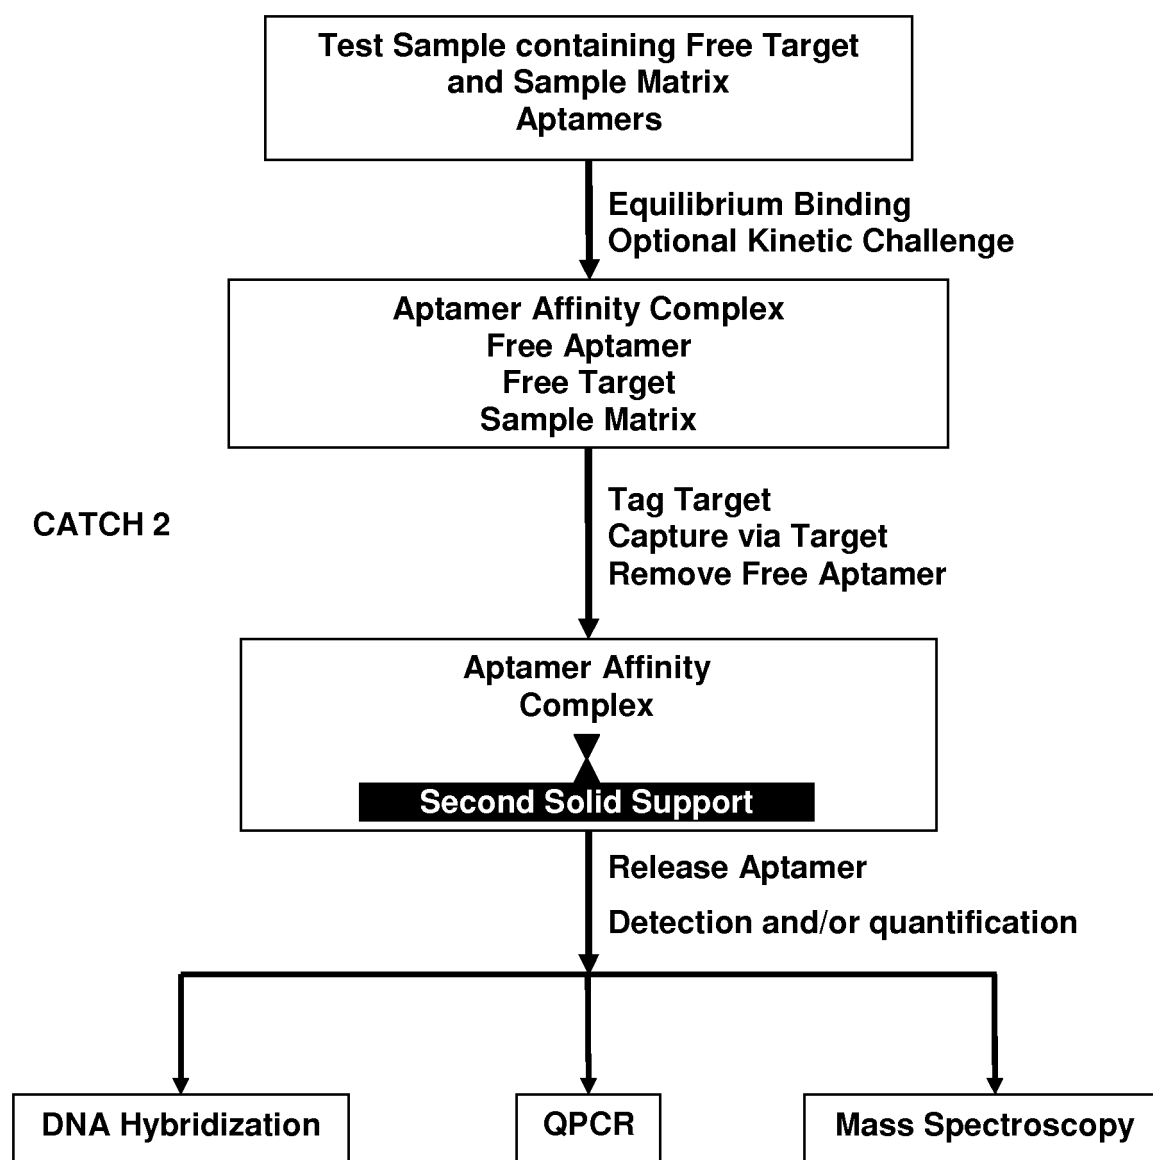 Test Sample containing Free Target
and Sample Matrix
Aptamers
Equilibrium Binding
Optional Kinetic Challenge
Aptamer Affinity Complex
Free Aptamer
Free Target
Sample Matrix
CATCH 2
Tag Target
Capture via Target
Remove Free Aptamer
Aptamer Affinity
Complex
Second Solid Support
Release Aptamer
Detection and/or quantification
DNA Hybridization
QPCR
Mass Spectroscopy